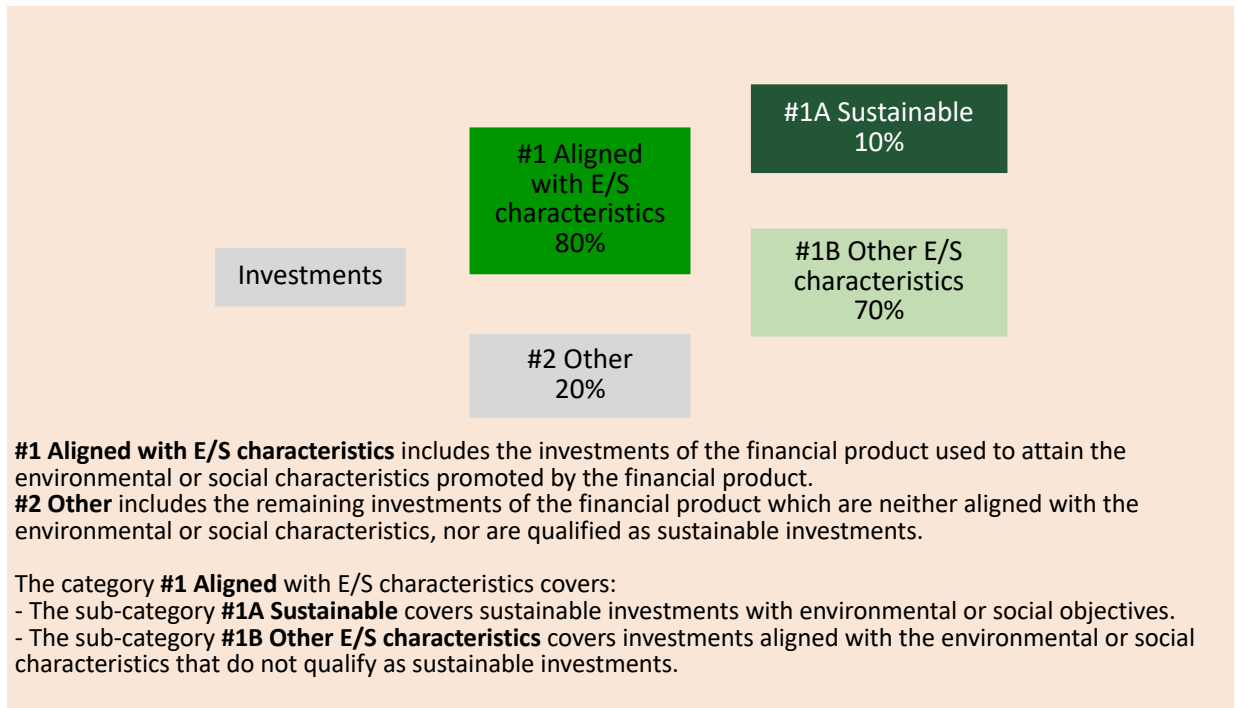 #1A Sustainable
10%
#1 Aligned
with E/S
characteristics
80%
#1B Other E/S
characteristics
70%
Investments
#2 Other
20%
#1 Aligned with E/S characteristics includes the investments of the financial product used to attain the
environmental or social characteristics promoted by the financial product.
#2 Other includes the remaining investments of the financial product which are neither aligned with the
environmental or social characteristics, nor are qualified as sustainable investments.
The category #1 Aligned with E/S characteristics covers:
- The sub-category #1A Sustainable covers sustainable investments with environmental or social objectives.
- The sub-category #1B Other E/S characteristics covers investments aligned with the environmental or social
characteristics that do not qualify as sustainable investments.